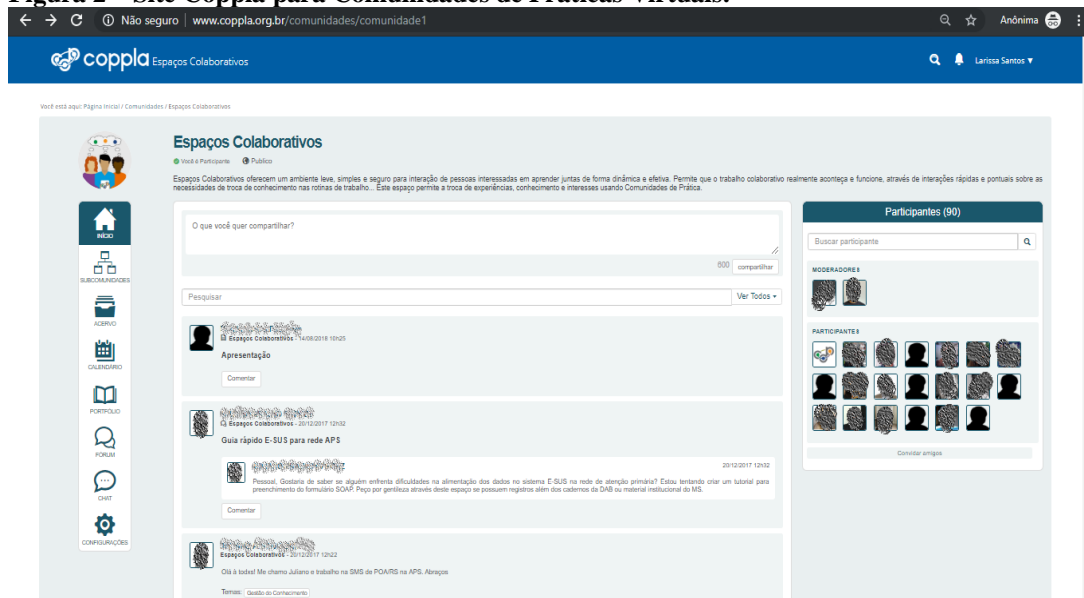 Figura 2 – Site Coppla para Comunidades de Práticas Virtuais.
Não seguro | www.coppla.org.br/comunidades/comunidade1
Anônima
coppla Espaços Colaborativos
Larissa Santos
Você está aqui: Página Inicial / Comunidades / Espaços Colaborativos
Espaços Colaborativos
Você é Participante Publico
Espaços Colaborativos oferecem um ambiente leve, simples e seguro para interação de pessoas interessadas em aprender juntas de forma dinâmica e efetiva. Permite que o trabalho colaborativo realmente aconteça e funcione, através de interações rápidas e pontuais sobre as
necessidades de troca de conhecimento nas rotinas de trabalho... Este espaço permite a troca de experiências, conhecimento e interesses usando Comunidades de Prática.
INÍCIO
SUBCOMUNIDADES
ACERVO
CALENDÁRIO
PORTFÓLIO
FORUM
CHAT
CONFIGURAÇÕES
O que você quer compartilhar?
600 compartilhar
Pesquisar Ver Todos
Espaços Colaborativos - 14/08/2018 10h25
Apresentação
Comentar
Espaços Colaborativos - 20/12/2017 12h32
Guia rápido E-SUS para rede APS
20/12/2017 12h32
Pessoal, Gostaria de saber se alguém enfrenta dificuldades na alimentação dos dados no sistema E-SUS na rede de atenção primária? Estou tentando criar um tutorial para
preenchimento do formulário SOAP. Peço por gentileza através deste espaço se possuem registros além dos cadernos da DAB ou material institucional do MS.
Comentar
Espaços Colaborativos - 20/12/2017 12h22
Olá à todxs! Me chamo Juliano e trabalho na SMS de POA/RS na APS. Abraços
Temas: Gestão do Conhecimento
Participantes (90)
Buscar participante
MODERADORES
PARTICIPANTES
Convidar amigos